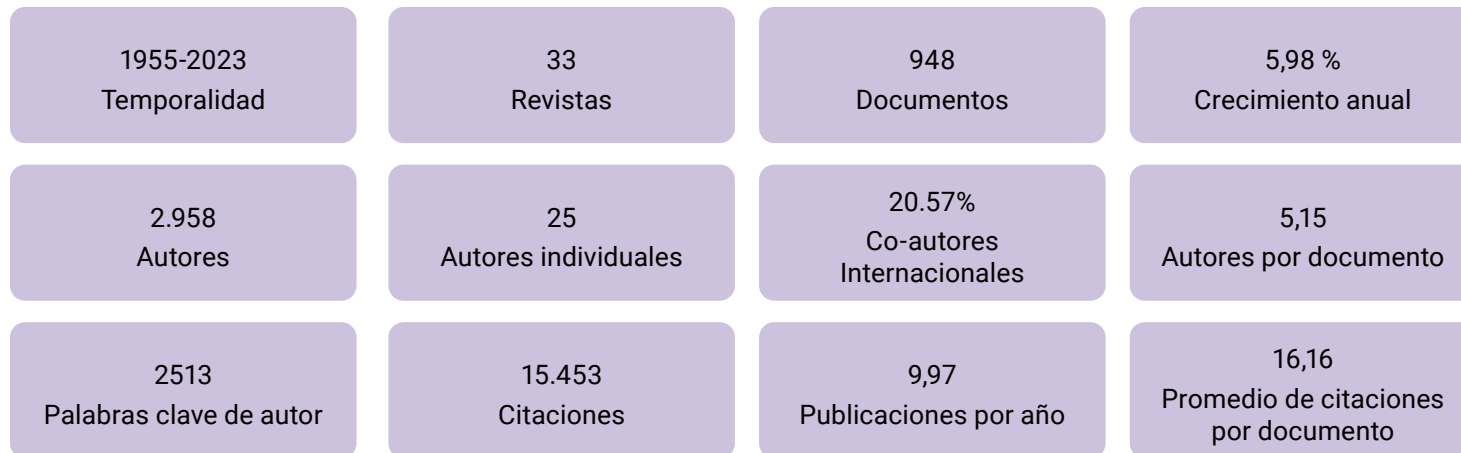 1955-2023
Temporalidad
33
Revistas
948
Documentos
5,98 %
Crecimiento anual
2.958
Autores
25
Autores individuales
20.57%
Co-autores
Internacionales
5,15
Autores por documento
2513
Palabras clave de autor
15.453
Citaciones
9,97
Publicaciones por año
16,16
Promedio de citaciones
por documento